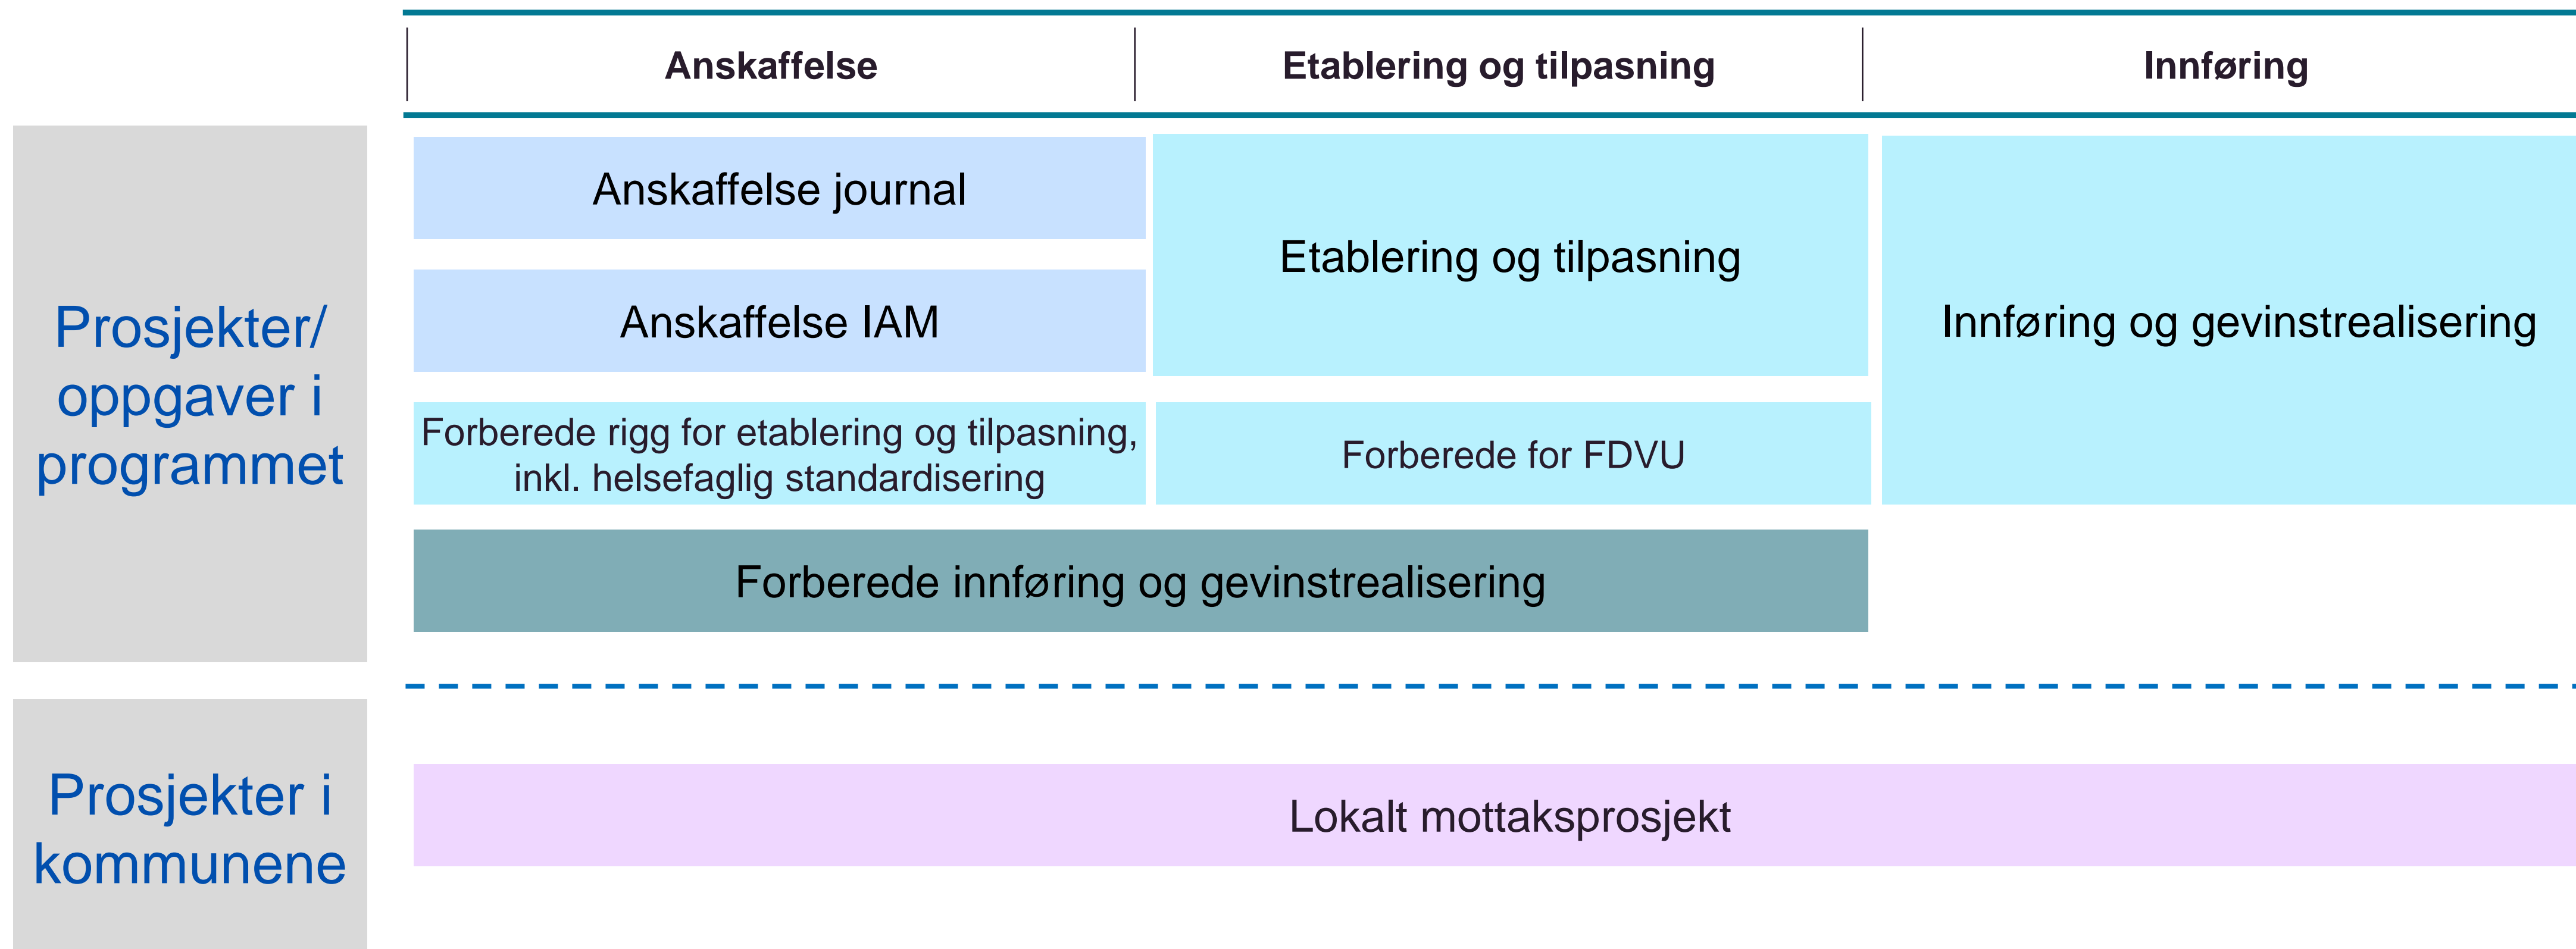 Anskaffelse
Etablering og tilpasning
Innføring
Prosjekter/
oppgaver i
programmet
Anskaffelse journal
Anskaffelse IAM
Etablering og tilpasning
Innføring og gevinstrealisering
Forberede rigg for etablering og tilpasning,
inkl. helsefaglig standardisering
Forberede for FDVU
Forberede innføring og gevinstrealisering
Prosjekter i
kommunene
Lokalt mottaksprosjekt